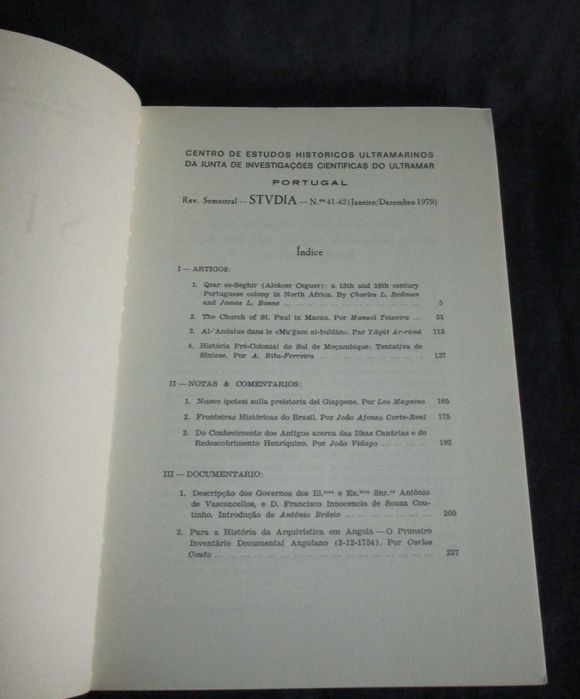 CENTRO DE ESTUDOS HISTÓRICOS ULTRAMARINOS
DA IUNTA DE INVESTIGAÇÕES CIENTÍFICAS DO ULTRAMAR
PORTUGAL
Rev. Semestral — STVDIA — N.os 41-42 (Janeiro/Dezembro 1979)
Índice
I — ARTIGOS:
1. Qsar es-Seghir (Alcácer Ceguer): a 15th and 16th century
Portuguese colony in North Africa. By Charles L. Redman
and James L. Boone ... 5
2. The Church of St. Paul in Macau. Por Manuel Teixeira ... 51
3. Al-'Andalus dans le «Mu'ğam al-buldân». Par Yâqût Ar-rûmî 113
4. História Pré-Colonial do Sul de Moçambique: Tentativa de
Síntese. Por A. Rita-Ferreira ... 137
II — NOTAS & COMENTARIOS:
1. Nuove ipotesi sulla preistoria del Giappone. Por Leo Magnino 165
2. Fronteiras Históricas do Brasil. Por João Afonso Corte-Real 175
3. Do Conhecimento dos Antigos acerca das Ilhas Canárias e do
Redescobrimento Henriquino. Por João Vidago ... 193
III — DOCUMENTARIO:
1. Descripção dos Governos dos Ill.mos e Ex.mos Snr.es António
de Vasconcellos, e D. Francisco Innocencio de Souza Cou-
tinho. Introdução de António Brásio ... 205
2. Para a História da Arquivística em Angola — O Primeiro
Inventário Documental Angolano (3-12-1754). Por Carlos
Couto ... 227